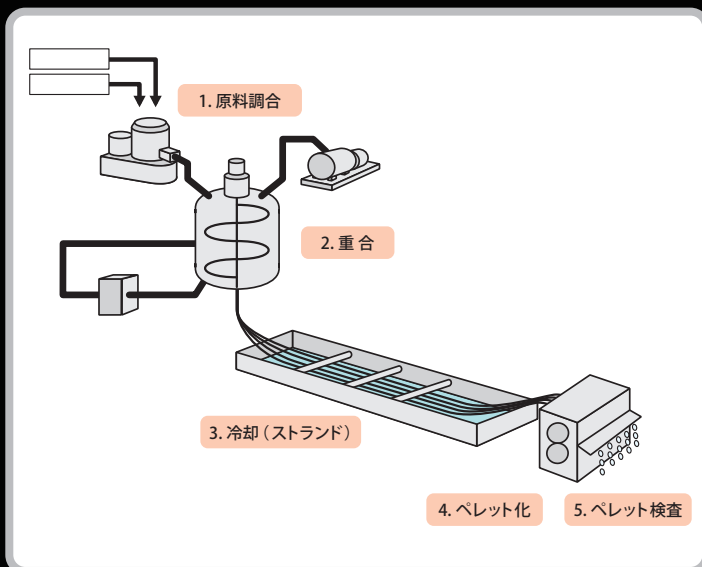 1. 原料調合
2. 重 合
3. 冷却（ストランド）
4. ペレット化
5. ペレット検査